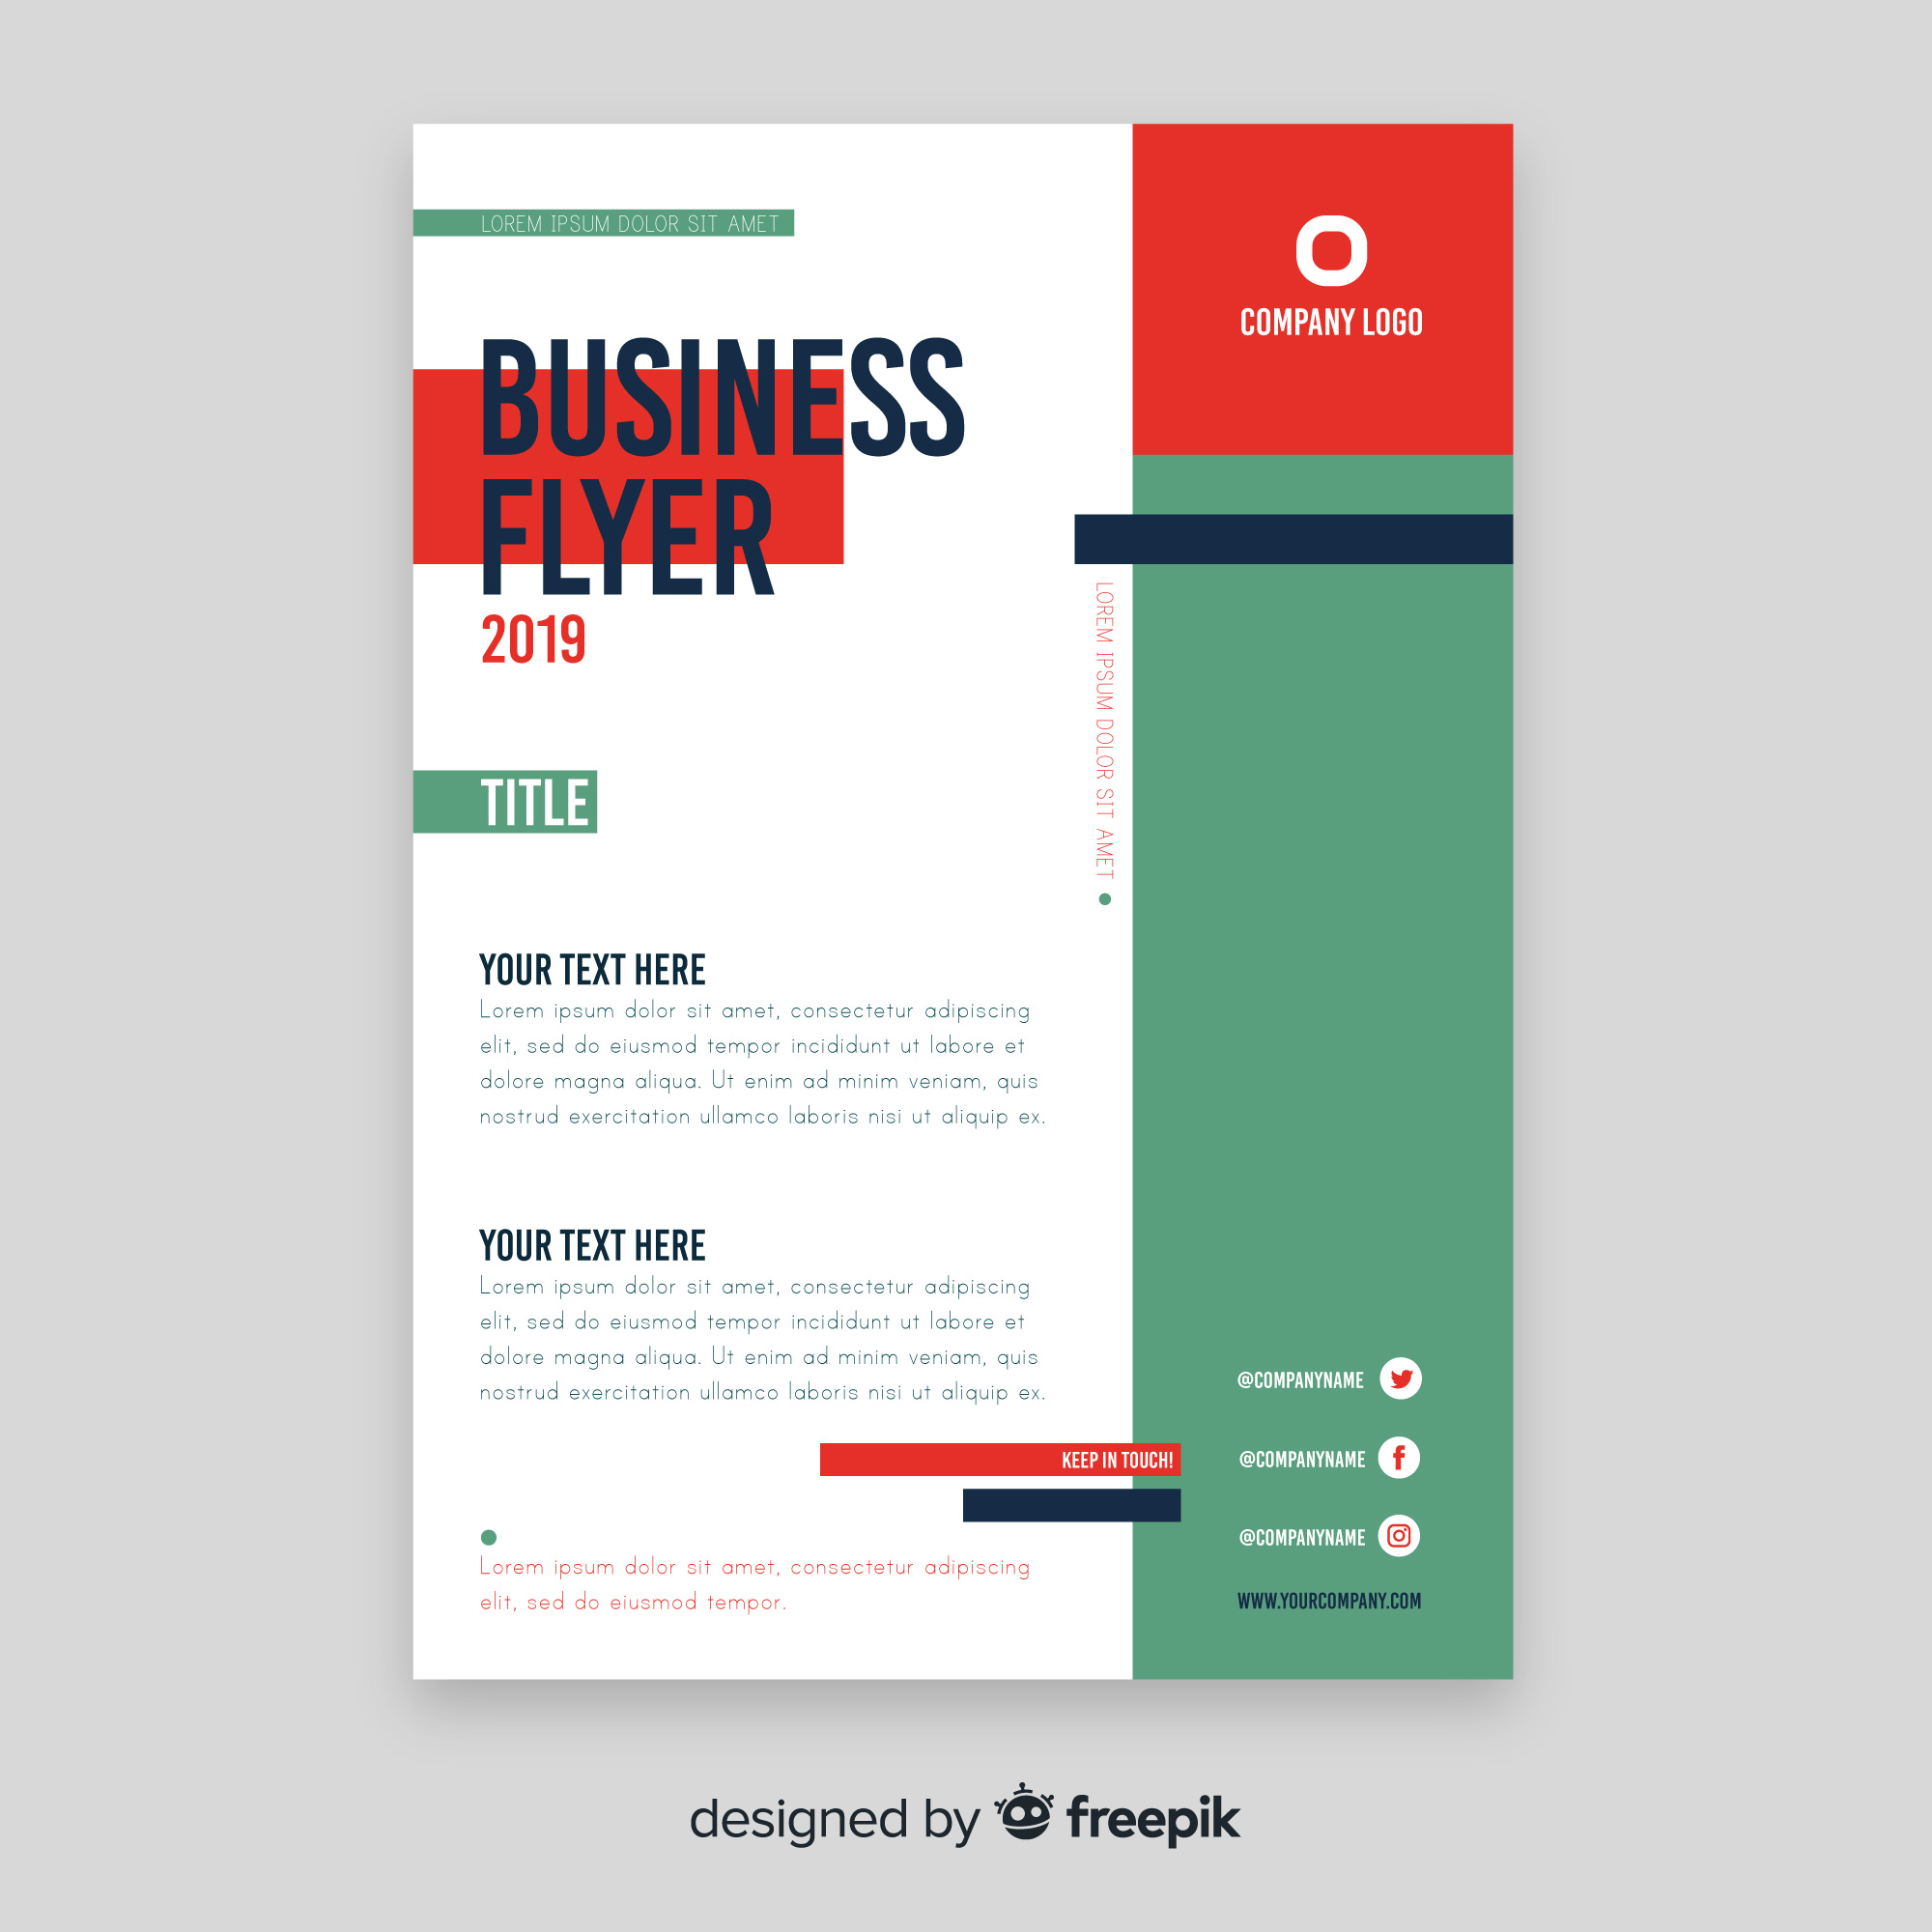 LOREM IPSUM DOLOR SIT AMET
COMPANY LOGO
BUSINESS
FLYER
2019
LOREM IPSUM DOLOR SIT AMET
TITLE
YOUR TEXT HERE
Lorem ipsum dolor sit amet, consectetur adipiscing
elit, sed do eiusmod tempor incididunt ut labore et
dolore magna aliqua. Ut enim ad minim veniam, quis
nostrud exercitation ullamco laboris nisi ut aliquip ex.
YOUR TEXT HERE
Lorem ipsum dolor sit amet, consectetur adipiscing
elit, sed do eiusmod tempor incididunt ut labore et
dolore magna aliqua. Ut enim ad minim veniam, quis
nostrud exercitation ullamco laboris nisi ut aliquip ex.
KEEP IN TOUCH!
Lorem ipsum dolor sit amet, consectetur adipiscing
elit, sed do eiusmod tempor.
@COMPANYNAME
@COMPANYNAME
@COMPANYNAME
WWW.YOURCOMPANY.COM
designed by freepik